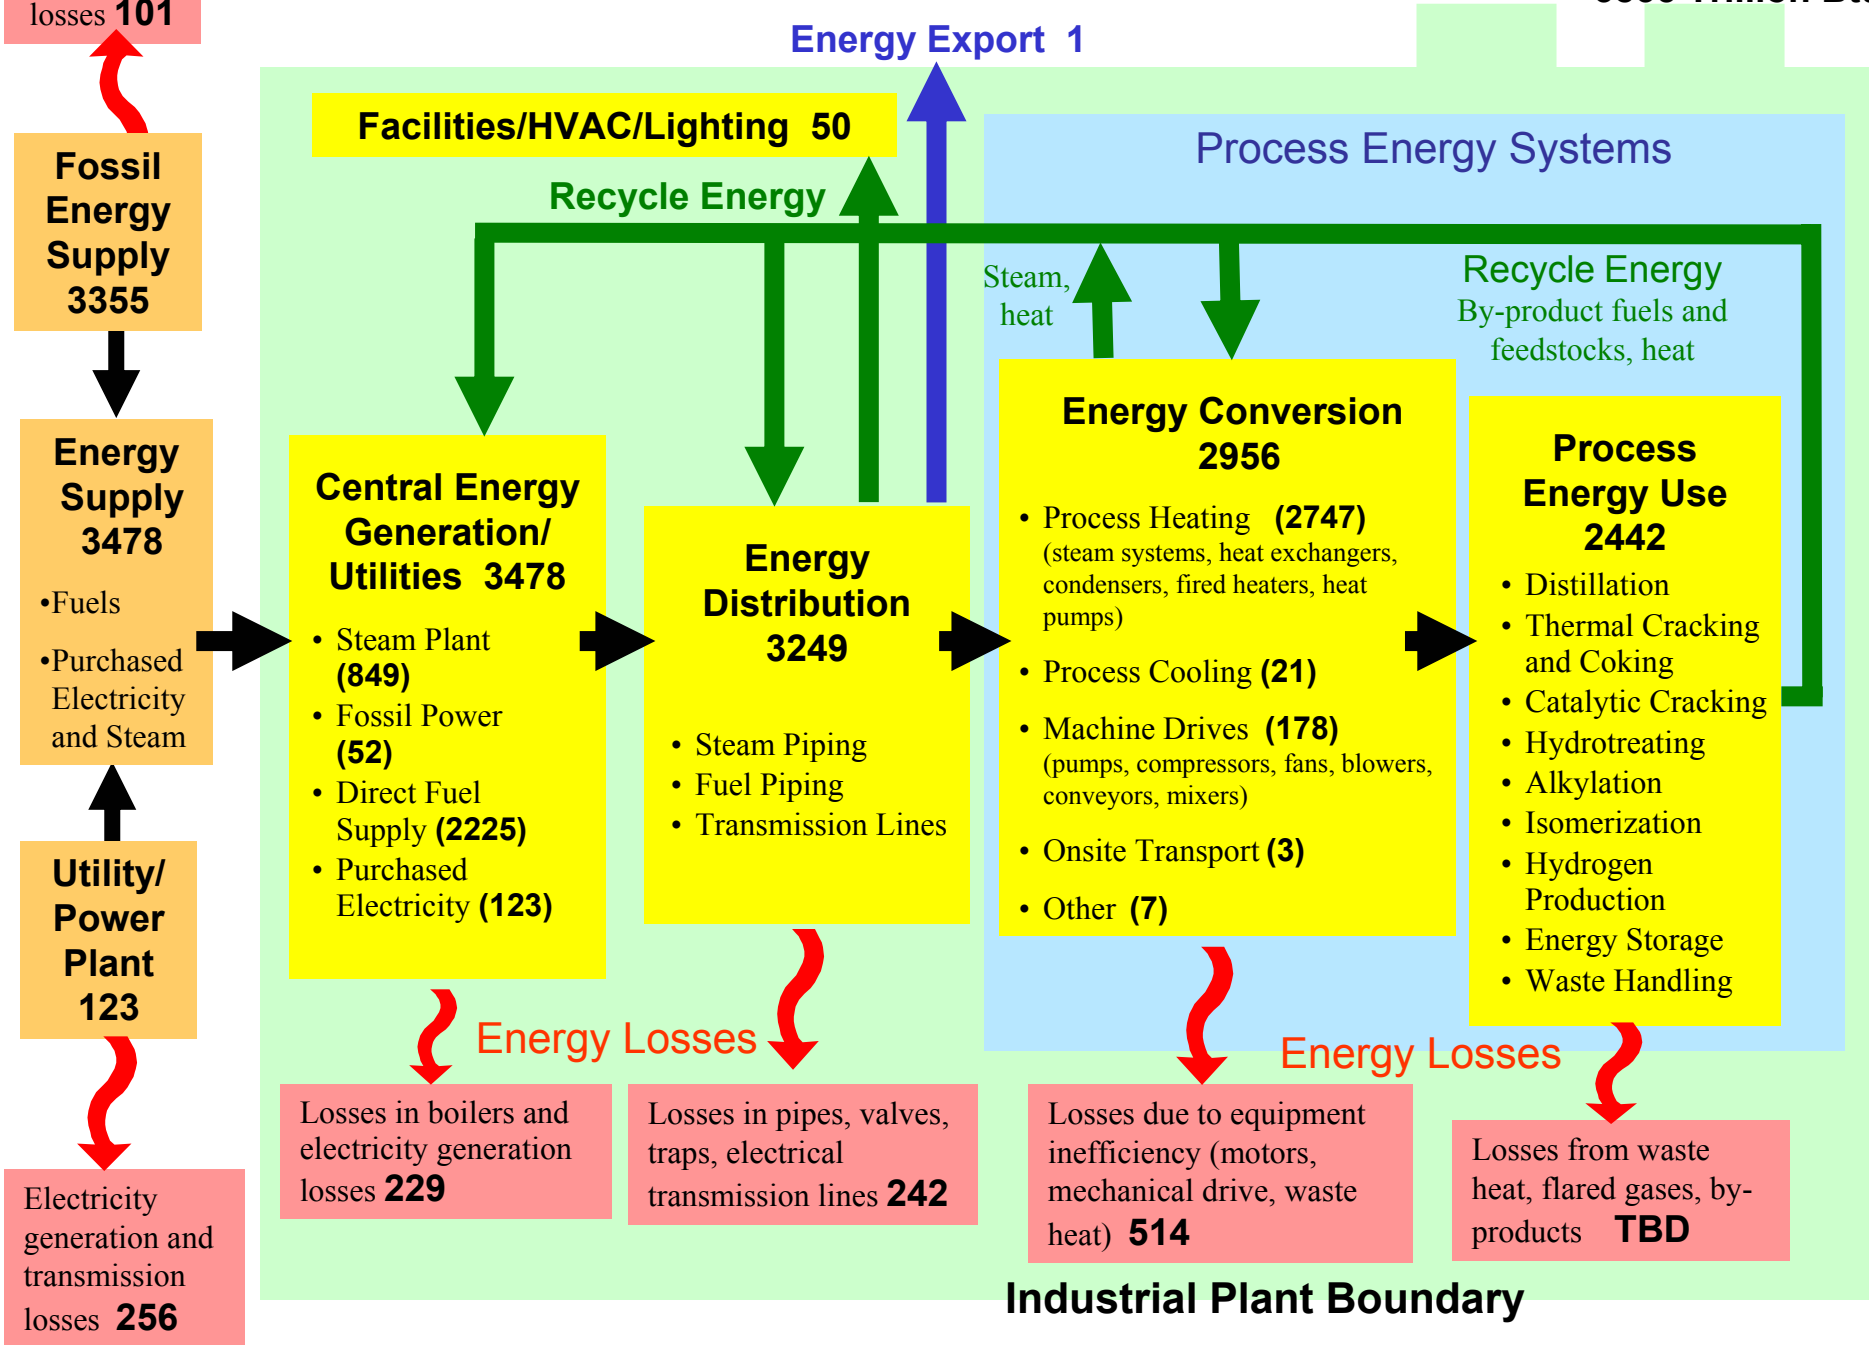 losses 101
Energy Export 1
Facilities/HVAC/Lighting 50
Process Energy Systems
Recycle Energy
Fossil
Energy
Supply
3355
Steam,
heat
Recycle Energy
By-product fuels and
feedstocks, heat
Energy
Supply
3478
•Fuels
•Purchased
Electricity
and Steam
Central Energy
Generation/
Utilities 3478
• Steam Plant
(849)
• Fossil Power
(52)
• Direct Fuel
Supply (2225)
• Purchased
Electricity (123)
Energy
Distribution
3249
• Steam Piping
• Fuel Piping
• Transmission Lines
Energy Conversion
2956
• Process Heating (2747)
(steam systems, heat exchangers,
condensers, fired heaters, heat
pumps)
• Process Cooling (21)
• Machine Drives (178)
(pumps, compressors, fans, blowers,
conveyors, mixers)
• Onsite Transport (3)
• Other (7)
Process
Energy Use
2442
• Distillation
• Thermal Cracking
and Coking
• Catalytic Cracking
• Hydrotreating
• Alkylation
• Isomerization
• Hydrogen
Production
• Energy Storage
• Waste Handling
Utility/
Power
Plant
123
Energy Losses
Energy Losses
Electricity
generation and
transmission
losses 256
Losses in boilers and
electricity generation
losses 229
Losses in pipes, valves,
traps, electrical
transmission lines 242
Losses due to equipment
inefficiency (motors,
mechanical drive, waste
heat) 514
Losses from waste
heat, flared gases, by-
products TBD
Industrial Plant Boundary